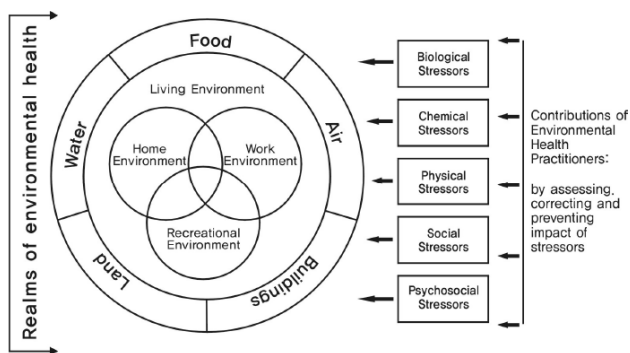 Realms of environmental health
Food
Water
Air
Land
Buildings
Living Environment
Home
Environment
Work
Environment
Recreational
Environment
Biological
Stressors
Chemical
Stressors
Physical
Stressors
Social
Stressors
Psychosocial
Stressors
Contributions of
Environmental
Health
Practitioners:
by assessing,
correcting and
preventing
impact of
stressors